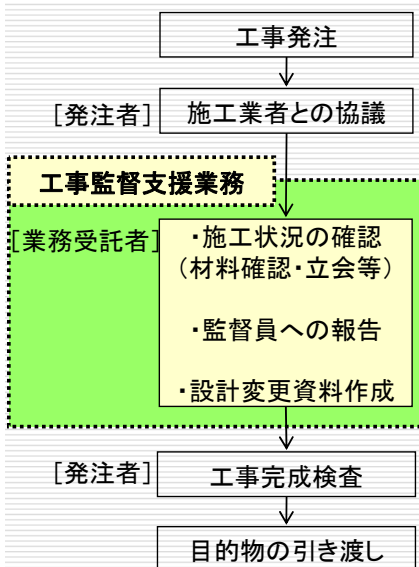 工事発注
[発注者]
施工業者との協議
工事監督支援業務
[業務受託者]
・施工状況の確認
(材料確認・立会等)
・監督員への報告
・設計変更資料作成
[発注者]
工事完成検査
目的物の引き渡し